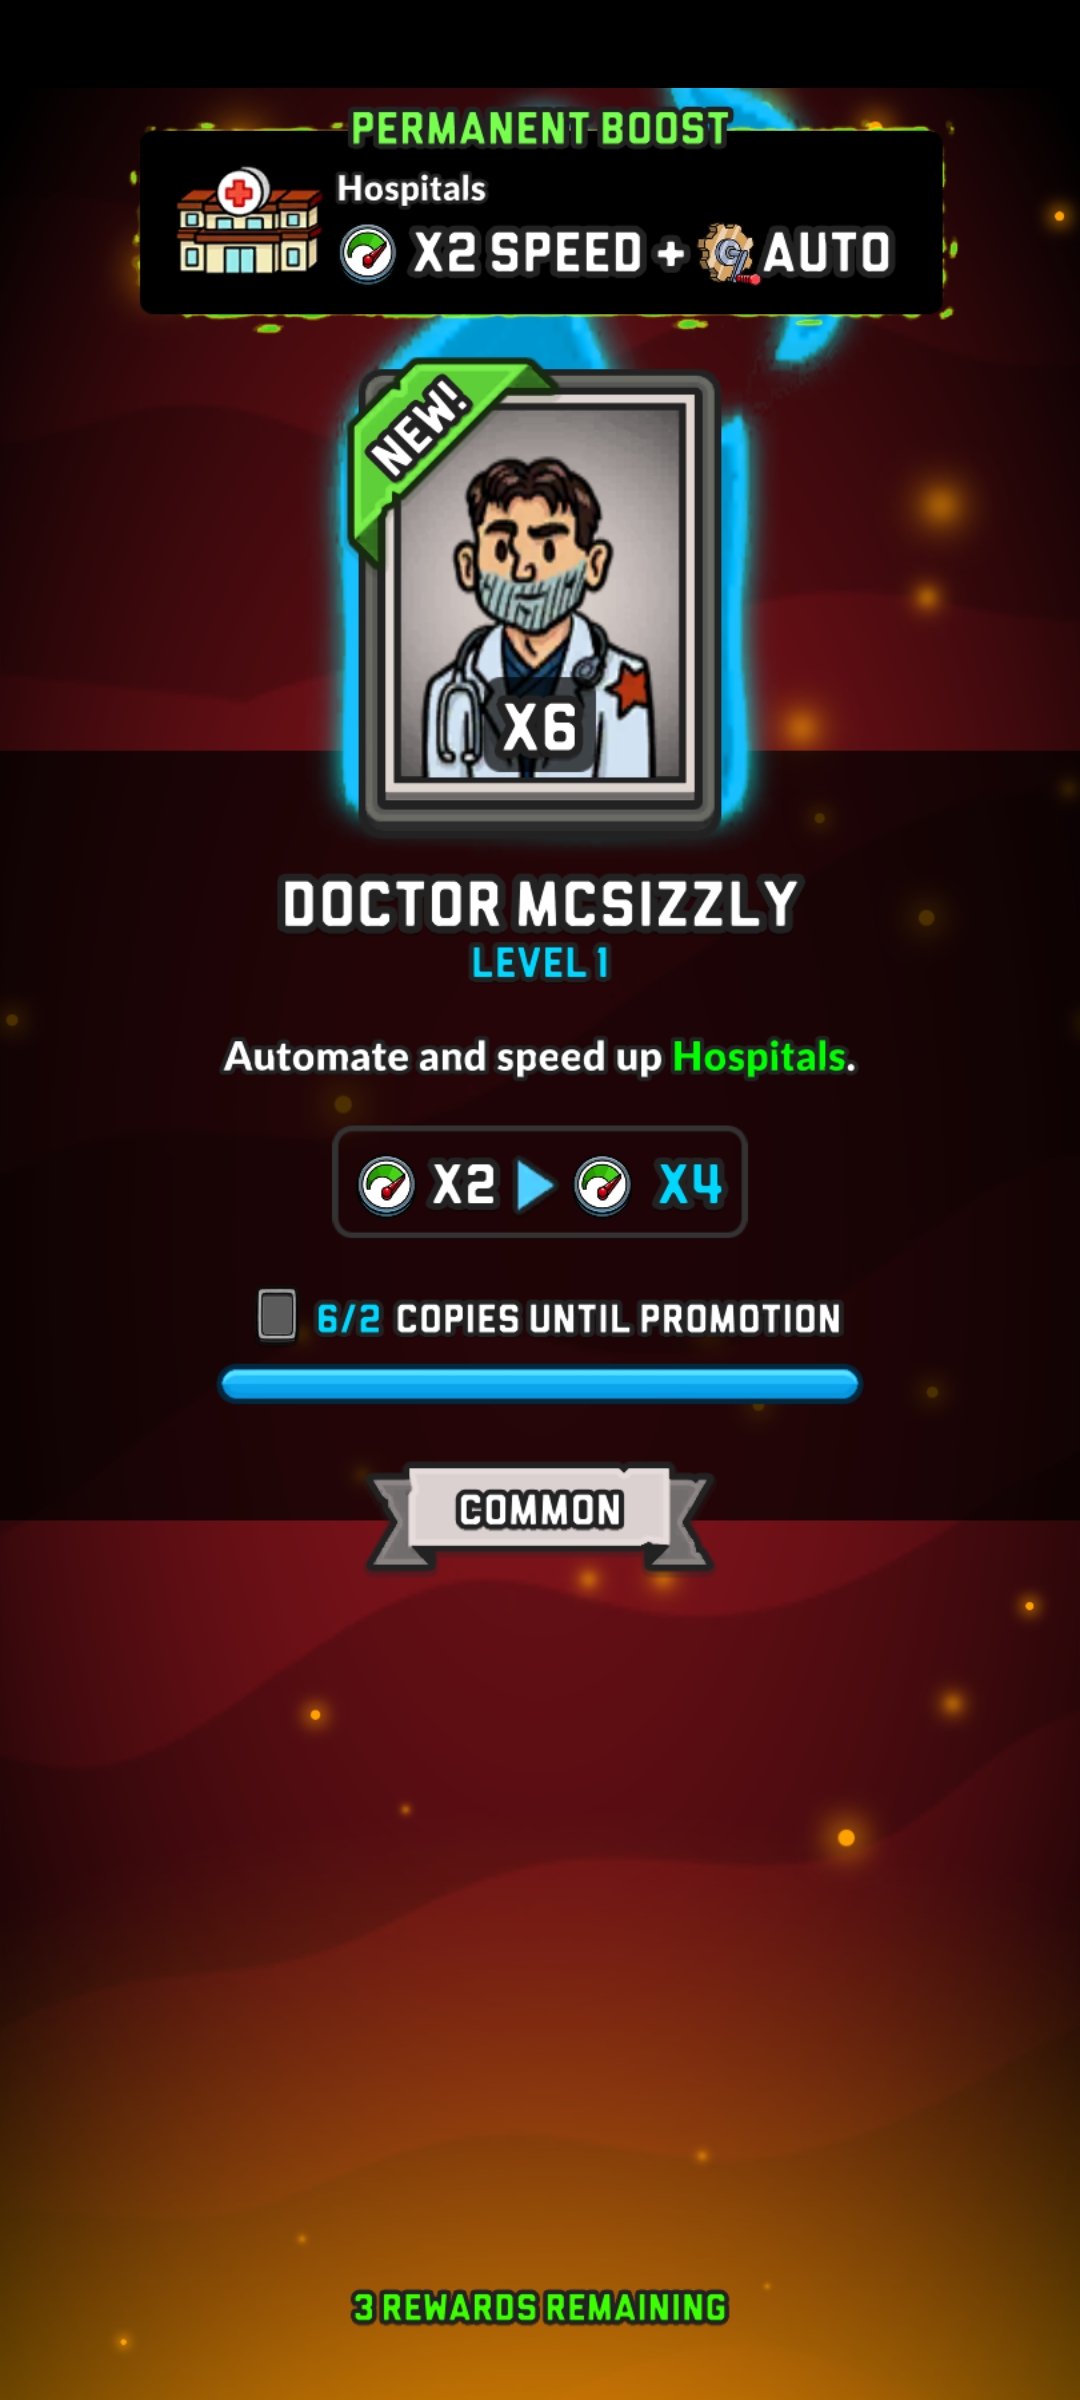 PERMANENT BOOST
Hospitals
X2 SPEED + AUTO
NEW!
X6
DOCTOR MCSIZZLY
LEVEL 1
Automate and speed up Hospitals.
X2 X4
6/2 COPIES UNTIL PROMOTION
COMMON
3 REWARDS REMAINING